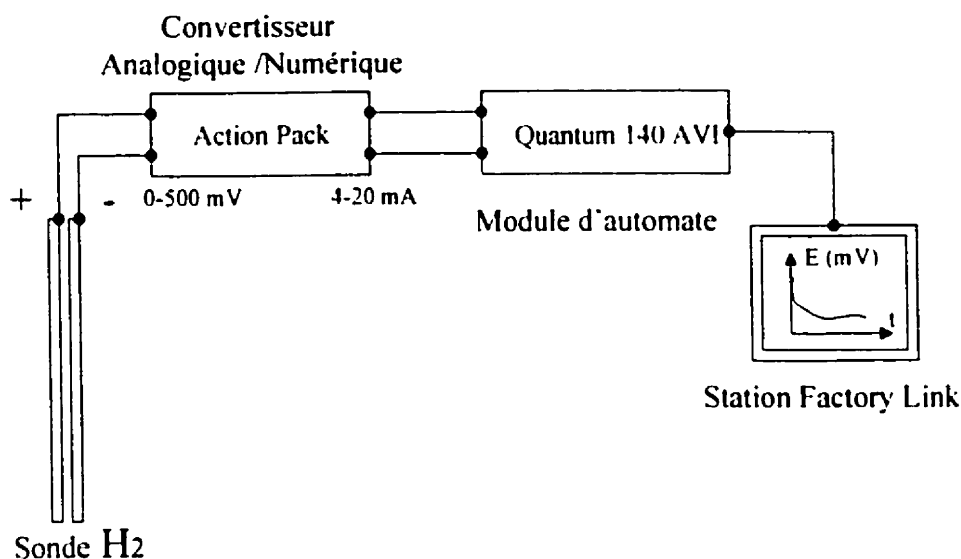 Convertisseur
Analogique /Numérique
Action Pack
Quantum 140 AVI
+
-
0-500 mV
4-20 mA
Module d'automate
E (mV)
t
Station Factory Link
Sonde H2